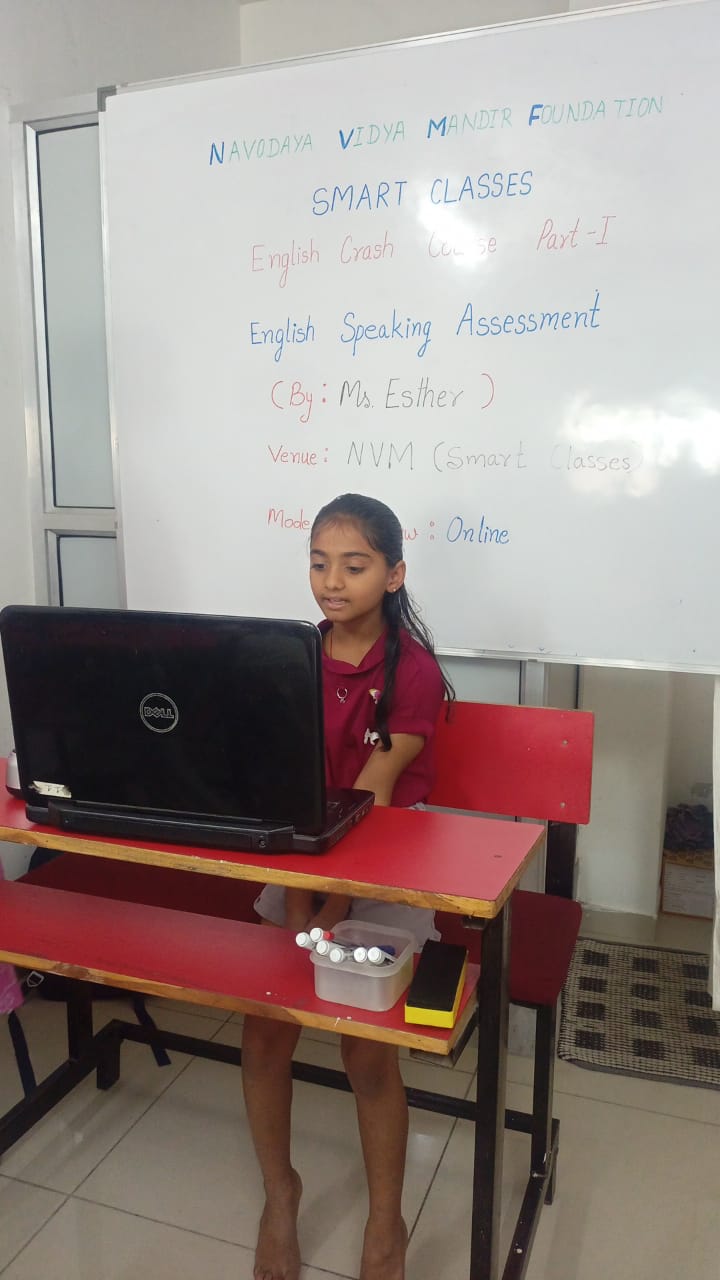 NAVODAYA VIDYA MANDIR FOUNDATION
SMART CLASSES
English Crash Part-I
English Speaking Assessment
(By: Ms. Esther)
Venue: NVM (Smart Classes)
Mode : Online
DELL